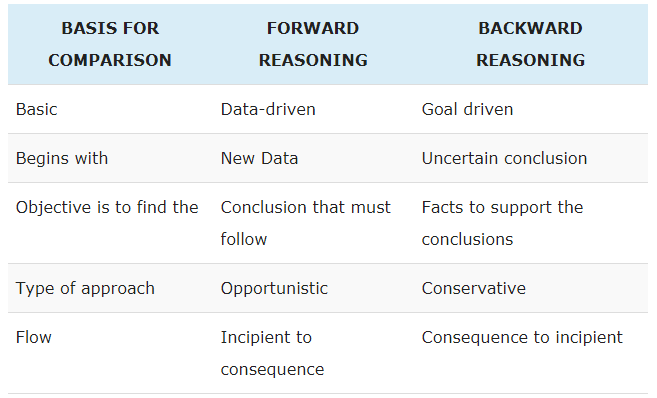 BASIS FOR COMPARISON FORWARD REASONING BACKWARD REASONING
Basic Data-driven Goal driven
Begins with New Data Uncertain conclusion
Objective is to find the Conclusion that must follow Facts to support the conclusions
Type of approach Opportunistic Conservative
Flow Incipient to consequence Consequence to incipient